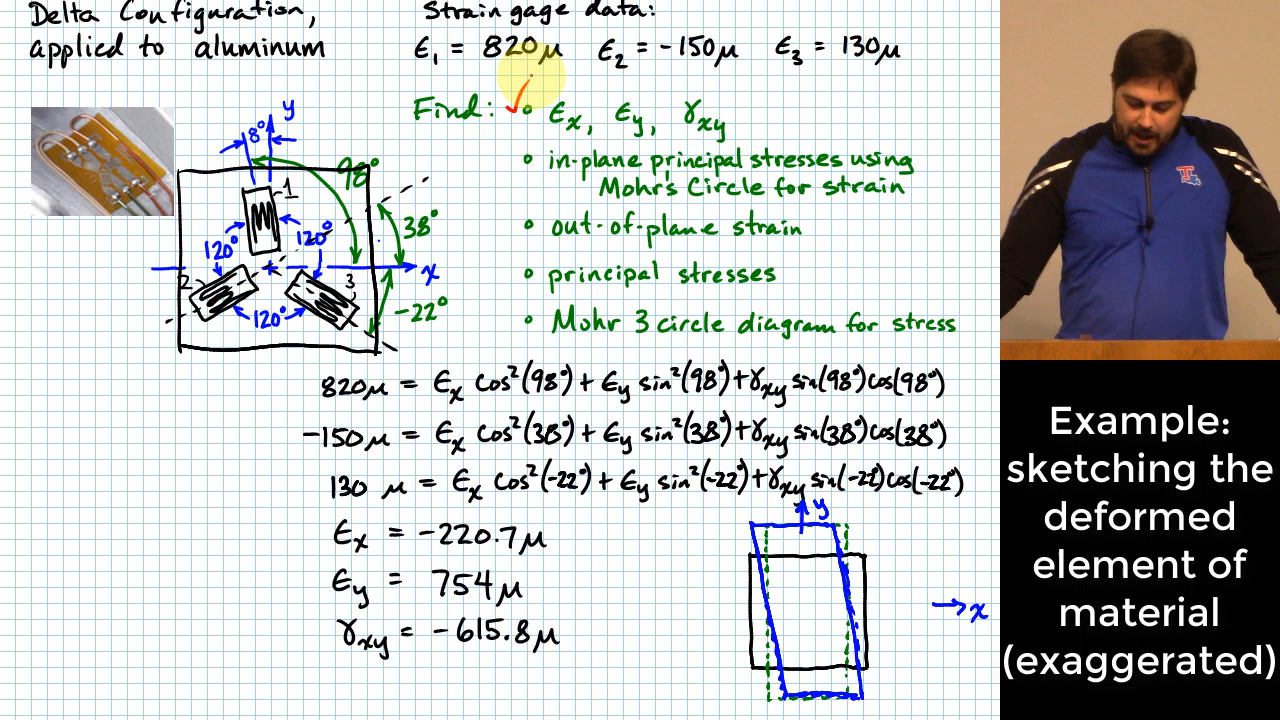 Delta Configuration,
applied to aluminum
Strain gage data:
ϵ₁ = 820μ ϵ₂ = -150μ ϵ₃ = 130μ
Find: ✓ • ϵx, ϵy, γxy
• in-plane principal stresses using
Mohr's Circle for strain
• out-of-plane strain
• principal stresses
• Mohr 3 circle diagram for stress
y
8°
98°
1
38°
120° 120°
x
2
3
120°
-22°
820μ = ϵx cos²(98°) + ϵy sin²(98°) + γxy sin(98°)cos(98°)
-150μ = ϵx cos²(38°) + ϵy sin²(38°) + γxy sin(38°)cos(38°)
130 μ = ϵx cos²(-22°) + ϵy sin²(-22°) + γxy sin(-22°)cos(-22°)
ϵx = -220.7μ
ϵy = 754μ
γxy = -615.8μ
y
x
T
Example:
sketching the
deformed
element of
material
(exaggerated)